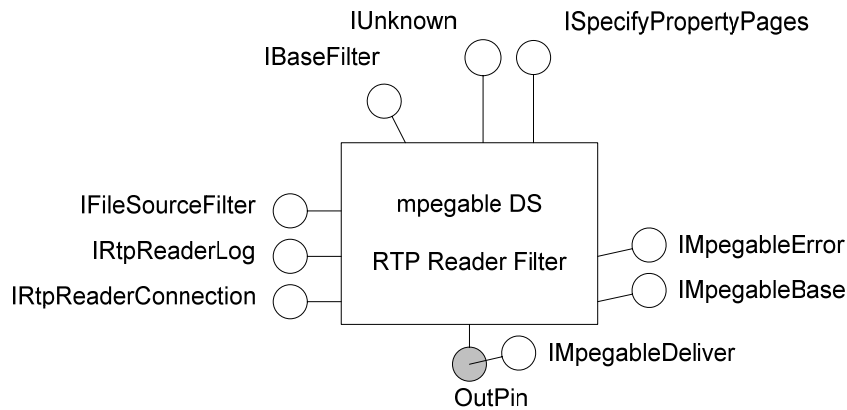 IUnknown
ISpecifyPropertyPages
IBaseFilter
IFileSourceFilter
mpegable DS
IRtpReaderLog
RTP Reader Filter
IMpegableError
IRtpReaderConnection
IMpegableBase
IMpegableDeliver
OutPin